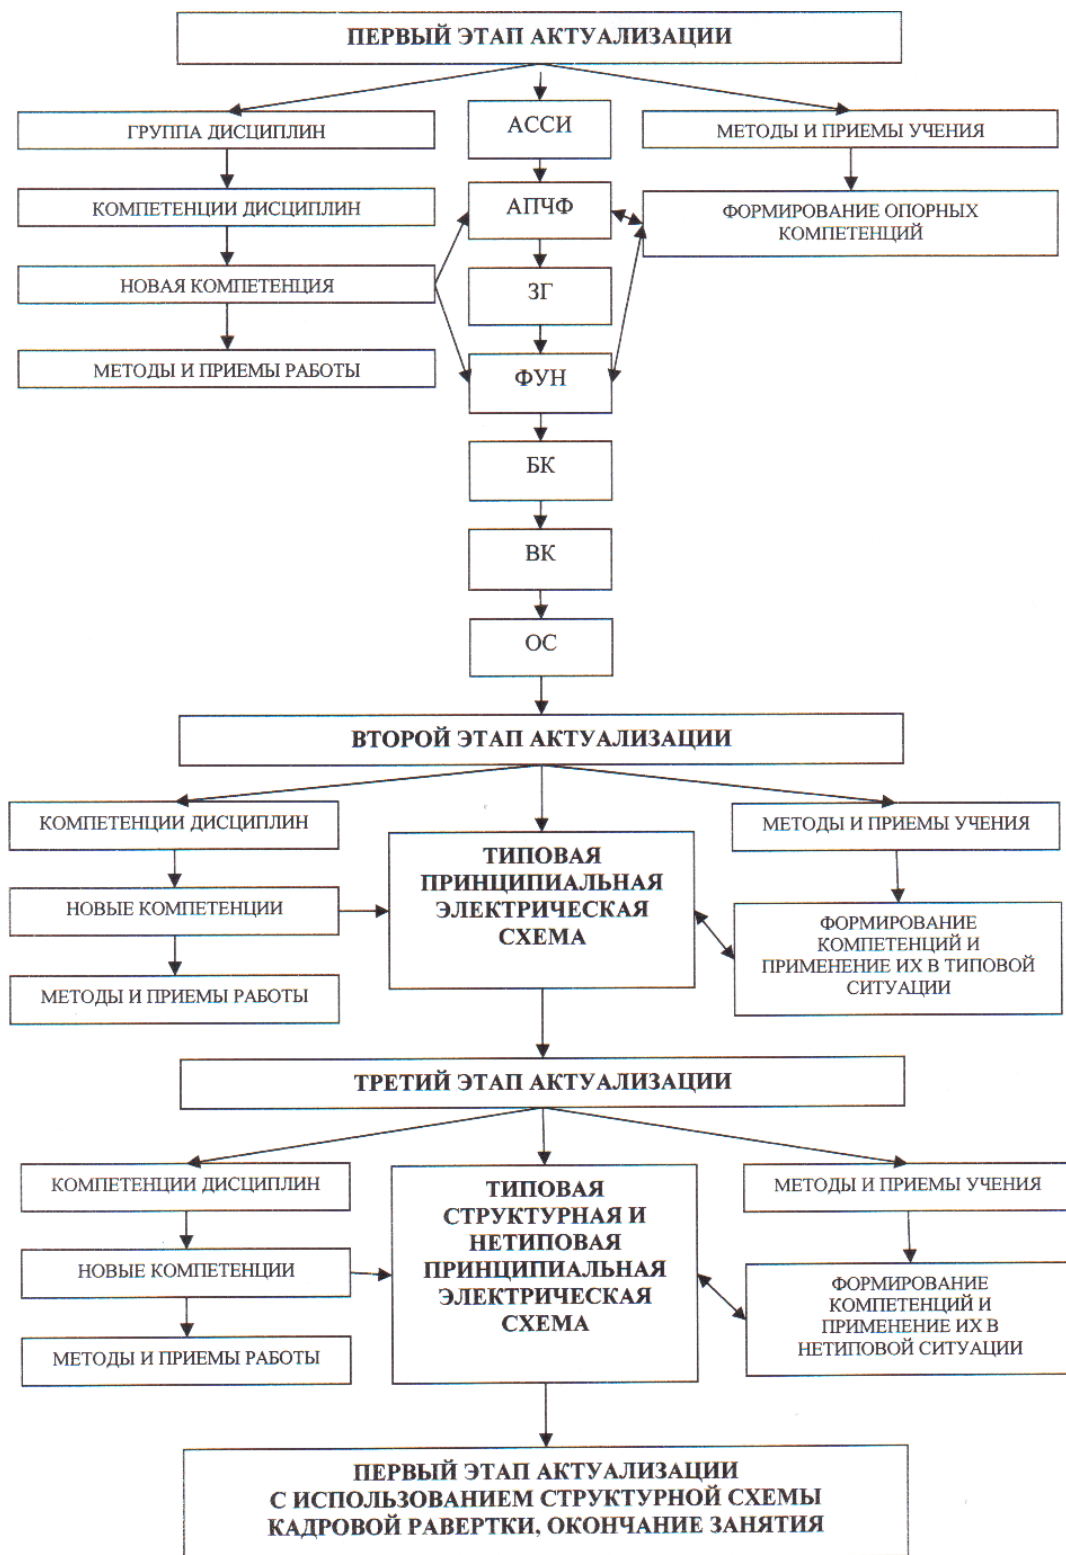 ПЕРВЫЙ ЭТАП АКТУАЛИЗАЦИИ
ГРУППА ДИСЦИПЛИН
АССИ
МЕТОДЫ И ПРИЕМЫ УЧЕНИЯ
КОМПЕТЕНЦИИ ДИСЦИПЛИН
АПЧФ
ФОРМИРОВАНИЕ ОПОРНЫХ
КОМПЕТЕНЦИЙ
НОВАЯ КОМПЕТЕНЦИЯ
ЗГ
МЕТОДЫ И ПРИЕМЫ РАБОТЫ
ФУН
БК
ВК
ОС
ВТОРОЙ ЭТАП АКТУАЛИЗАЦИИ
КОМПЕТЕНЦИИ ДИСЦИПЛИН
НОВЫЕ КОМПЕТЕНЦИИ
МЕТОДЫ И ПРИЕМЫ РАБОТЫ
ТИПОВАЯ
ПРИНЦИПИАЛЬНАЯ
ЭЛЕКТРИЧЕСКАЯ
СХЕМА
МЕТОДЫ И ПРИЕМЫ УЧЕНИЯ
ФОРМИРОВАНИЕ
КОМПЕТЕНЦИЙ И
ПРИМЕНЕНИЕ ИХ В ТИПОВОЙ
СИТУАЦИИ
ТРЕТИЙ ЭТАП АКТУАЛИЗАЦИИ
КОМПЕТЕНЦИИ ДИСЦИПЛИН
НОВЫЕ КОМПЕТЕНЦИИ
МЕТОДЫ И ПРИЕМЫ РАБОТЫ
ТИПОВАЯ
СТРУКТУРНАЯ И
НЕТИПОВАЯ
ПРИНЦИПИАЛЬНАЯ
ЭЛЕКТРИЧЕСКАЯ
СХЕМА
МЕТОДЫ И ПРИЕМЫ УЧЕНИЯ
ФОРМИРОВАНИЕ
КОМПЕТЕНЦИЙ И
ПРИМЕНЕНИЕ ИХ В
НЕТИПОВОЙ СИТУАЦИИ
ПЕРВЫЙ ЭТАП АКТУАЛИЗАЦИИ
С ИСПОЛЬЗОВАНИЕМ СТРУКТУРНОЙ СХЕМЫ
КАДРОВОЙ РАВЕРТКИ, ОКОНЧАНИЕ ЗАНЯТИЯ